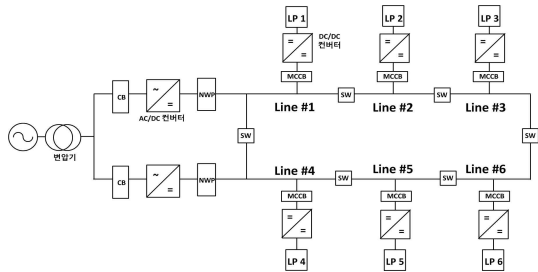 LP 1
LP 2
LP 3
=
=
DC/DC
컨버터
=
=
=
=
MCCB
MCCB
MCCB
CB
~
=
NWP
SW
SW
AC/DC 컨버터
Line #1
Line #2
Line #3
변압기
SW
SW
CB
~
=
NWP
Line #4
Line #5
Line #6
SW
SW
MCCB
MCCB
MCCB
=
=
=
=
=
=
LP 4
LP 5
LP 6